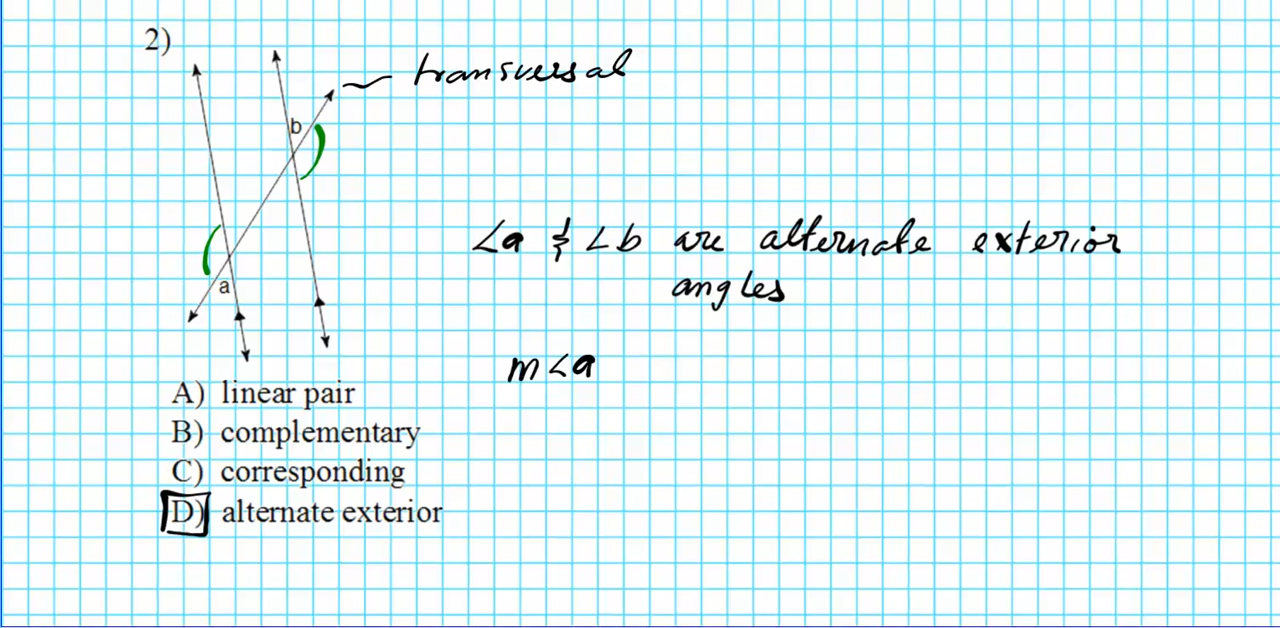 2)
transversal
b
∠a & ∠b are alternate exterior
angles
a
m∠a
A) linear pair
B) complementary
C) corresponding
D) alternate exterior